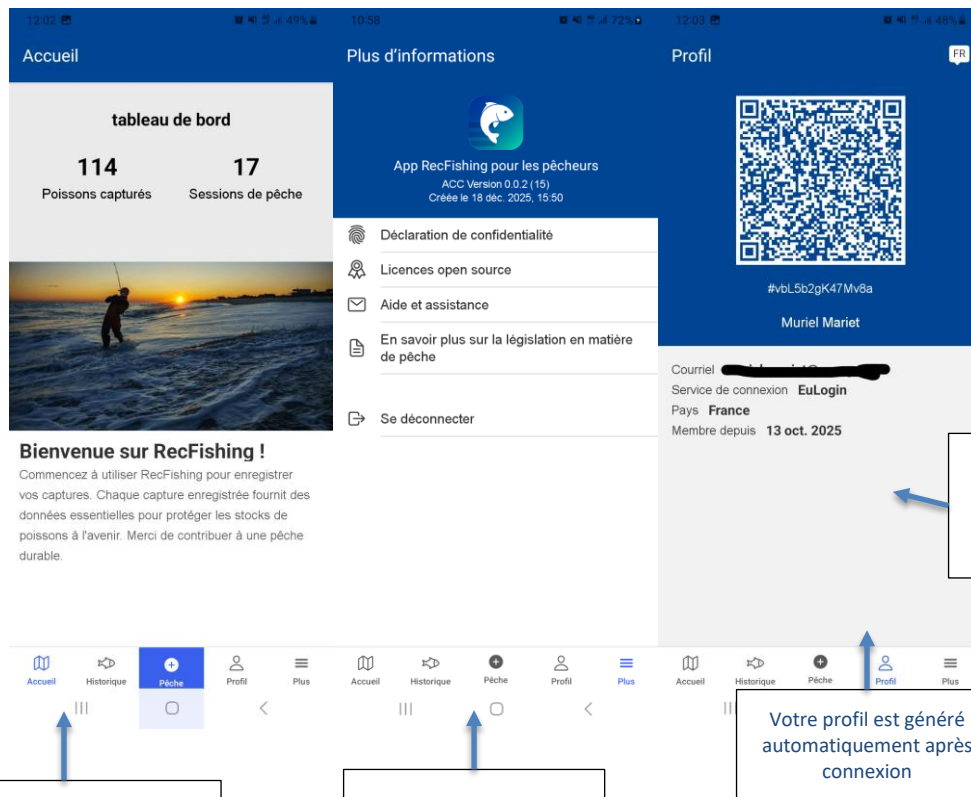 12:02 49%
Accueil
tableau de bord
114 17
Poissons capturés Sessions de pêche
Bienvenue sur RecFishing !
Commencez à utiliser RecFishing pour enregistrer
vos captures. Chaque capture enregistrée fournit des
données essentielles pour protéger les stocks de
poissons à l'avenir. Merci de contribuer à une pêche
durable.
Accueil Historique Pêche Profil Plus
10:58 72%
Plus d'informations
App RecFishing pour les pêcheurs
ACC Version 0.0.2 (15)
Créée le 18 déc. 2025, 15:50
Déclaration de confidentialité
Licences open source
Aide et assistance
En savoir plus sur la législation en matière
de pêche
Se déconnecter
Accueil Historique Pêche Profil Plus
12:03 48%
Profil FR
#vbL5b2gK47Mv8a
Muriel Mariet
Courriel
Service de connexion EuLogin
Pays France
Membre depuis 13 oct. 2025
Accueil Historique Pêche Profil Plus
Votre profil est généré
automatiquement après
connexion